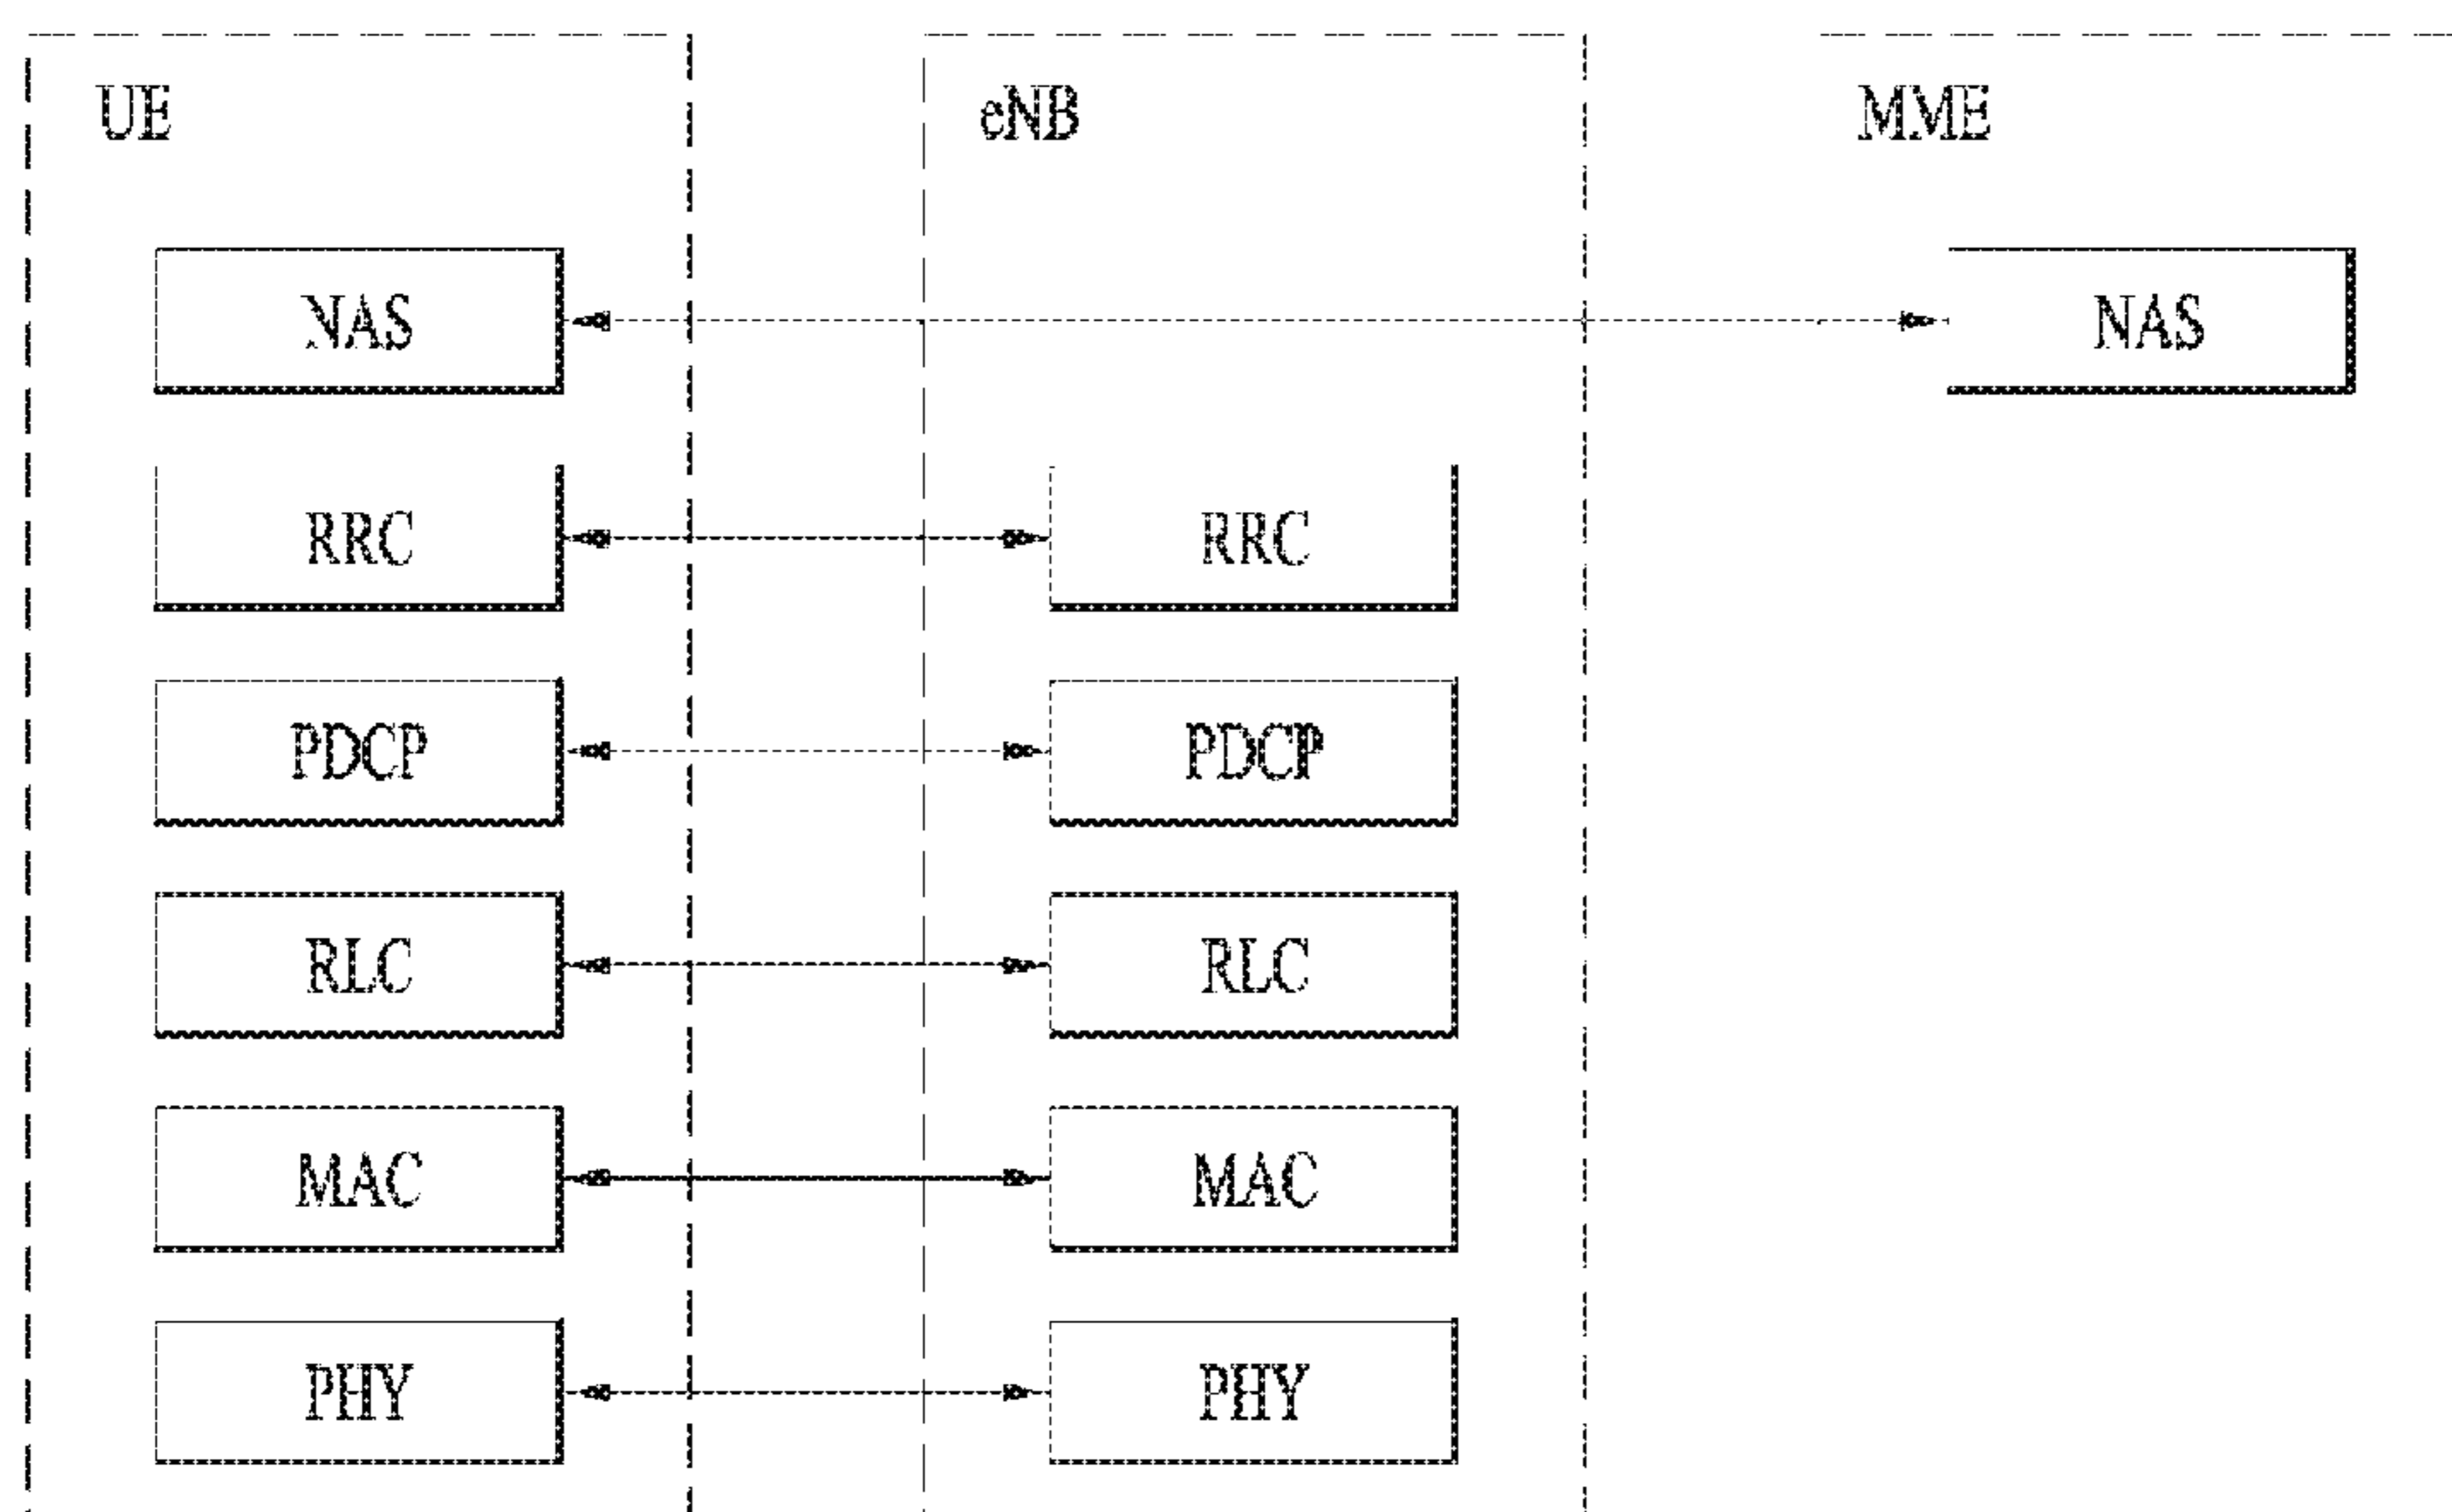 UE eNB MME
NAS NAS
RRC RRC
PDCP PDCP
RLC RLC
MAC MAC
PHY PHY